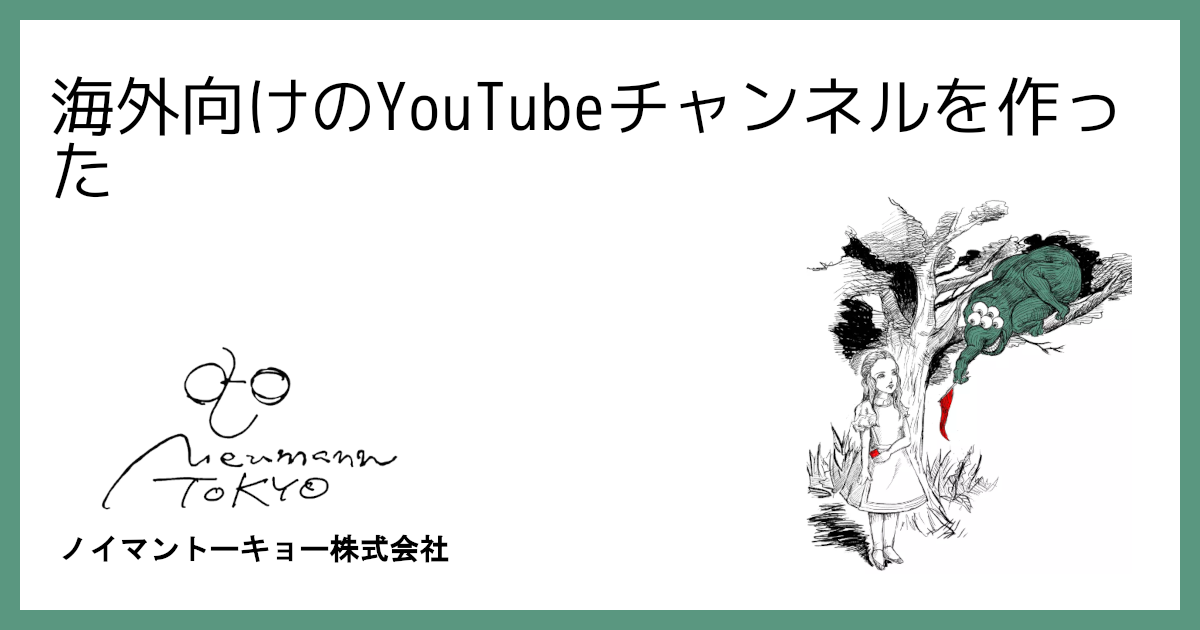 海外向けのYouTubeチャンネルを作っ
た
Neumann
TOKYO
ノイマントーキョー株式会社